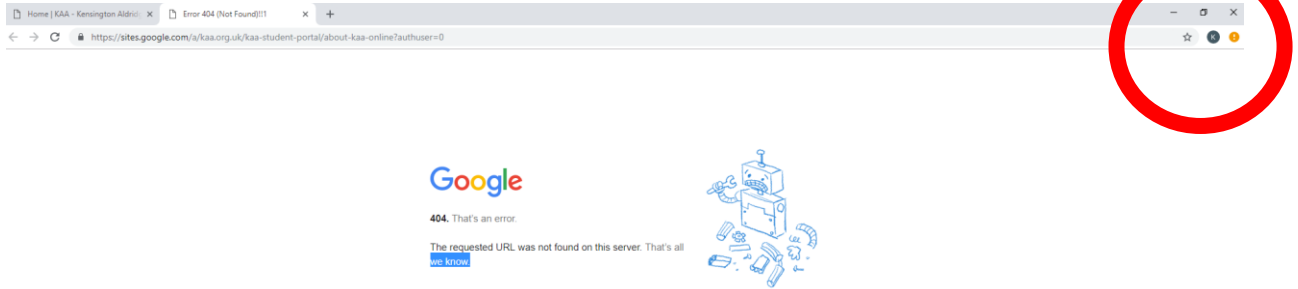 Home | KAA - Kensington Aldrid
Error 404 (Not Found)!!1
https://sites.google.com/a/kaa.org.uk/kaa-student-portal/about-kaa-online?authuser=0
K
Google
404. That's an error.
The requested URL was not found on this server. That's all
we know.